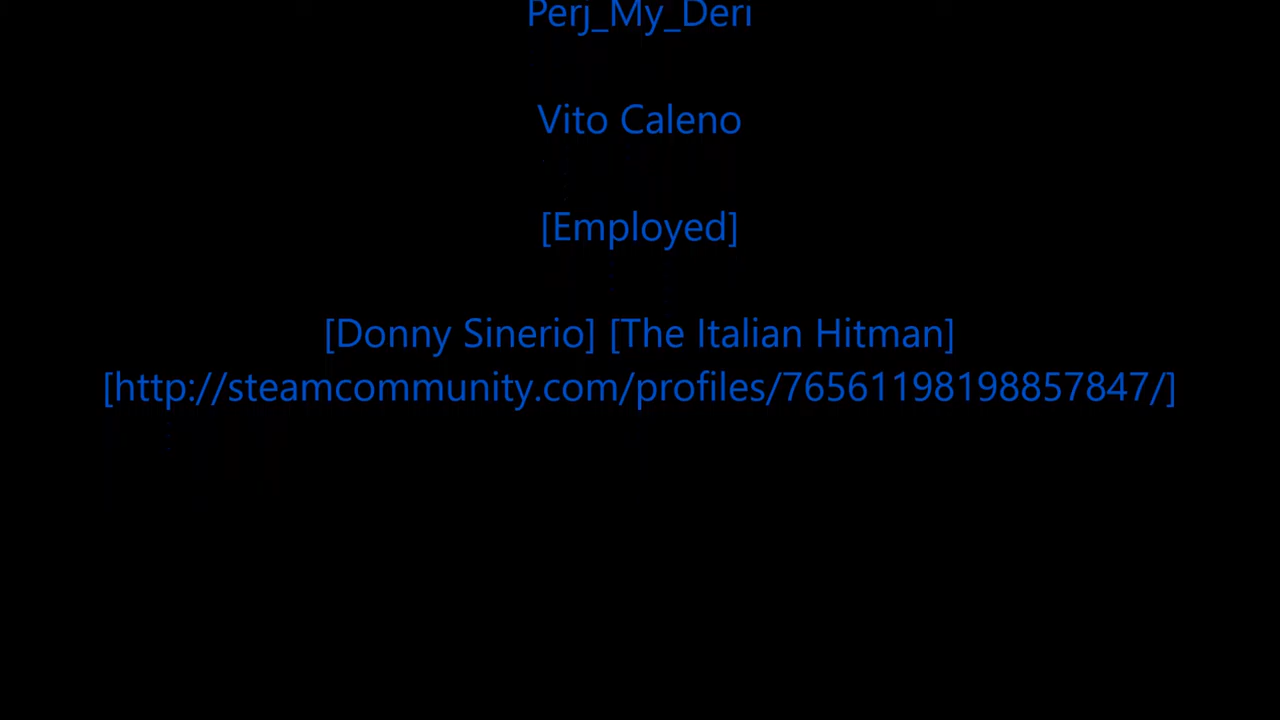 Perj_My_Deri
Vito Caleno
[Employed]
[Donny Sinerio] [The Italian Hitman]
[http://steamcommunity.com/profiles/76561198198857847/]